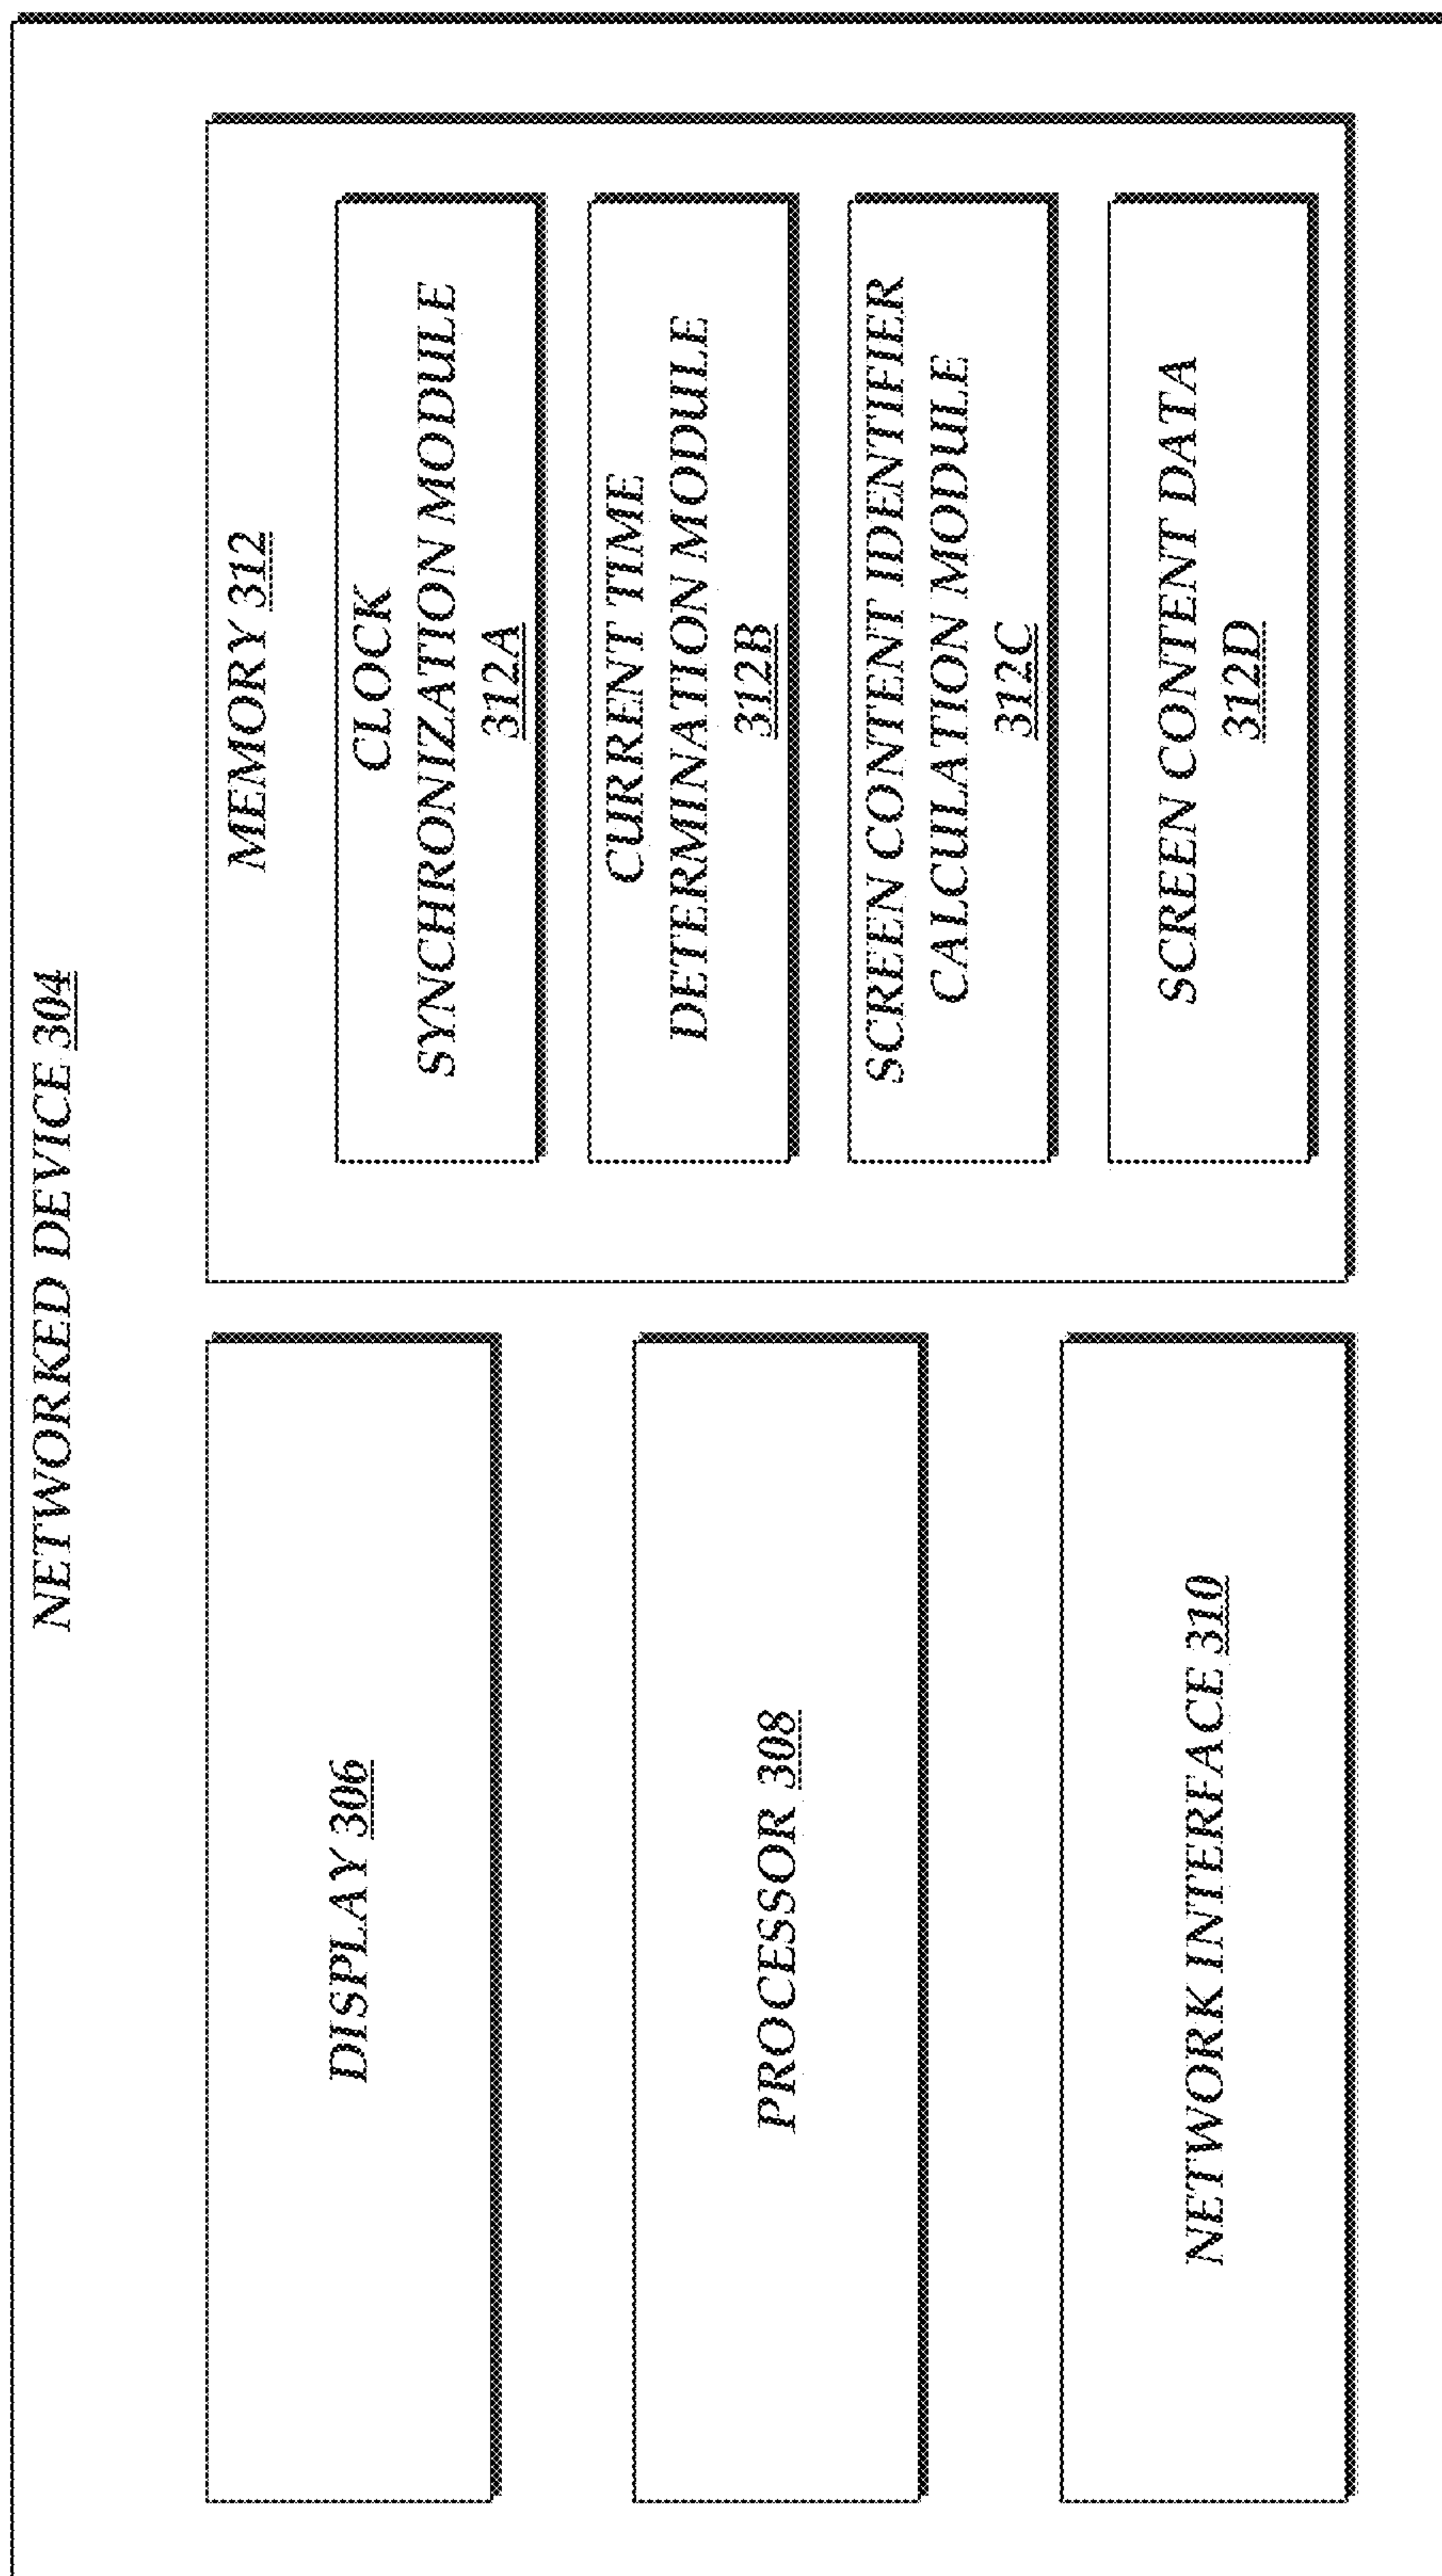 NETWORKED DEVICE 304
DISPLAY 306
PROCESSOR 308
NETWORK INTERFACE 310
MEMORY 312
CLOCK
SYNCHRONIZATION MODULE
312A
CURRENT TIME
DETERMINATION MODULE
312B
SCREEN CONTENT IDENTIFIER
CALCULATION MODULE
312C
SCREEN CONTENT DATA
312D